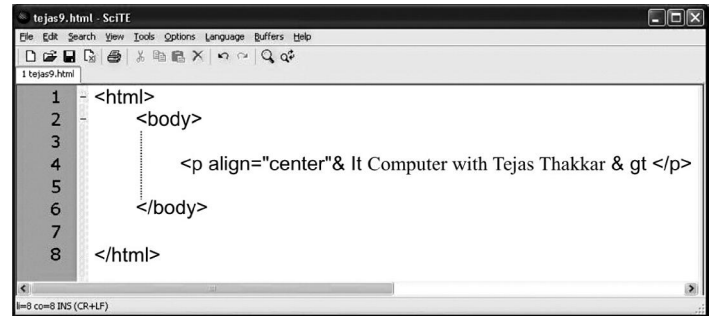 tejas9.html - SciTE
File Edit Search View Tools Options Language Buffers Help
1 tejas9.html
1 <html>
2 <body>
3
4 <p align="center"& It Computer with Tejas Thakkar & gt </p>
5
6 </body>
7
8 </html>
li=8 co=8 INS (CR+LF)